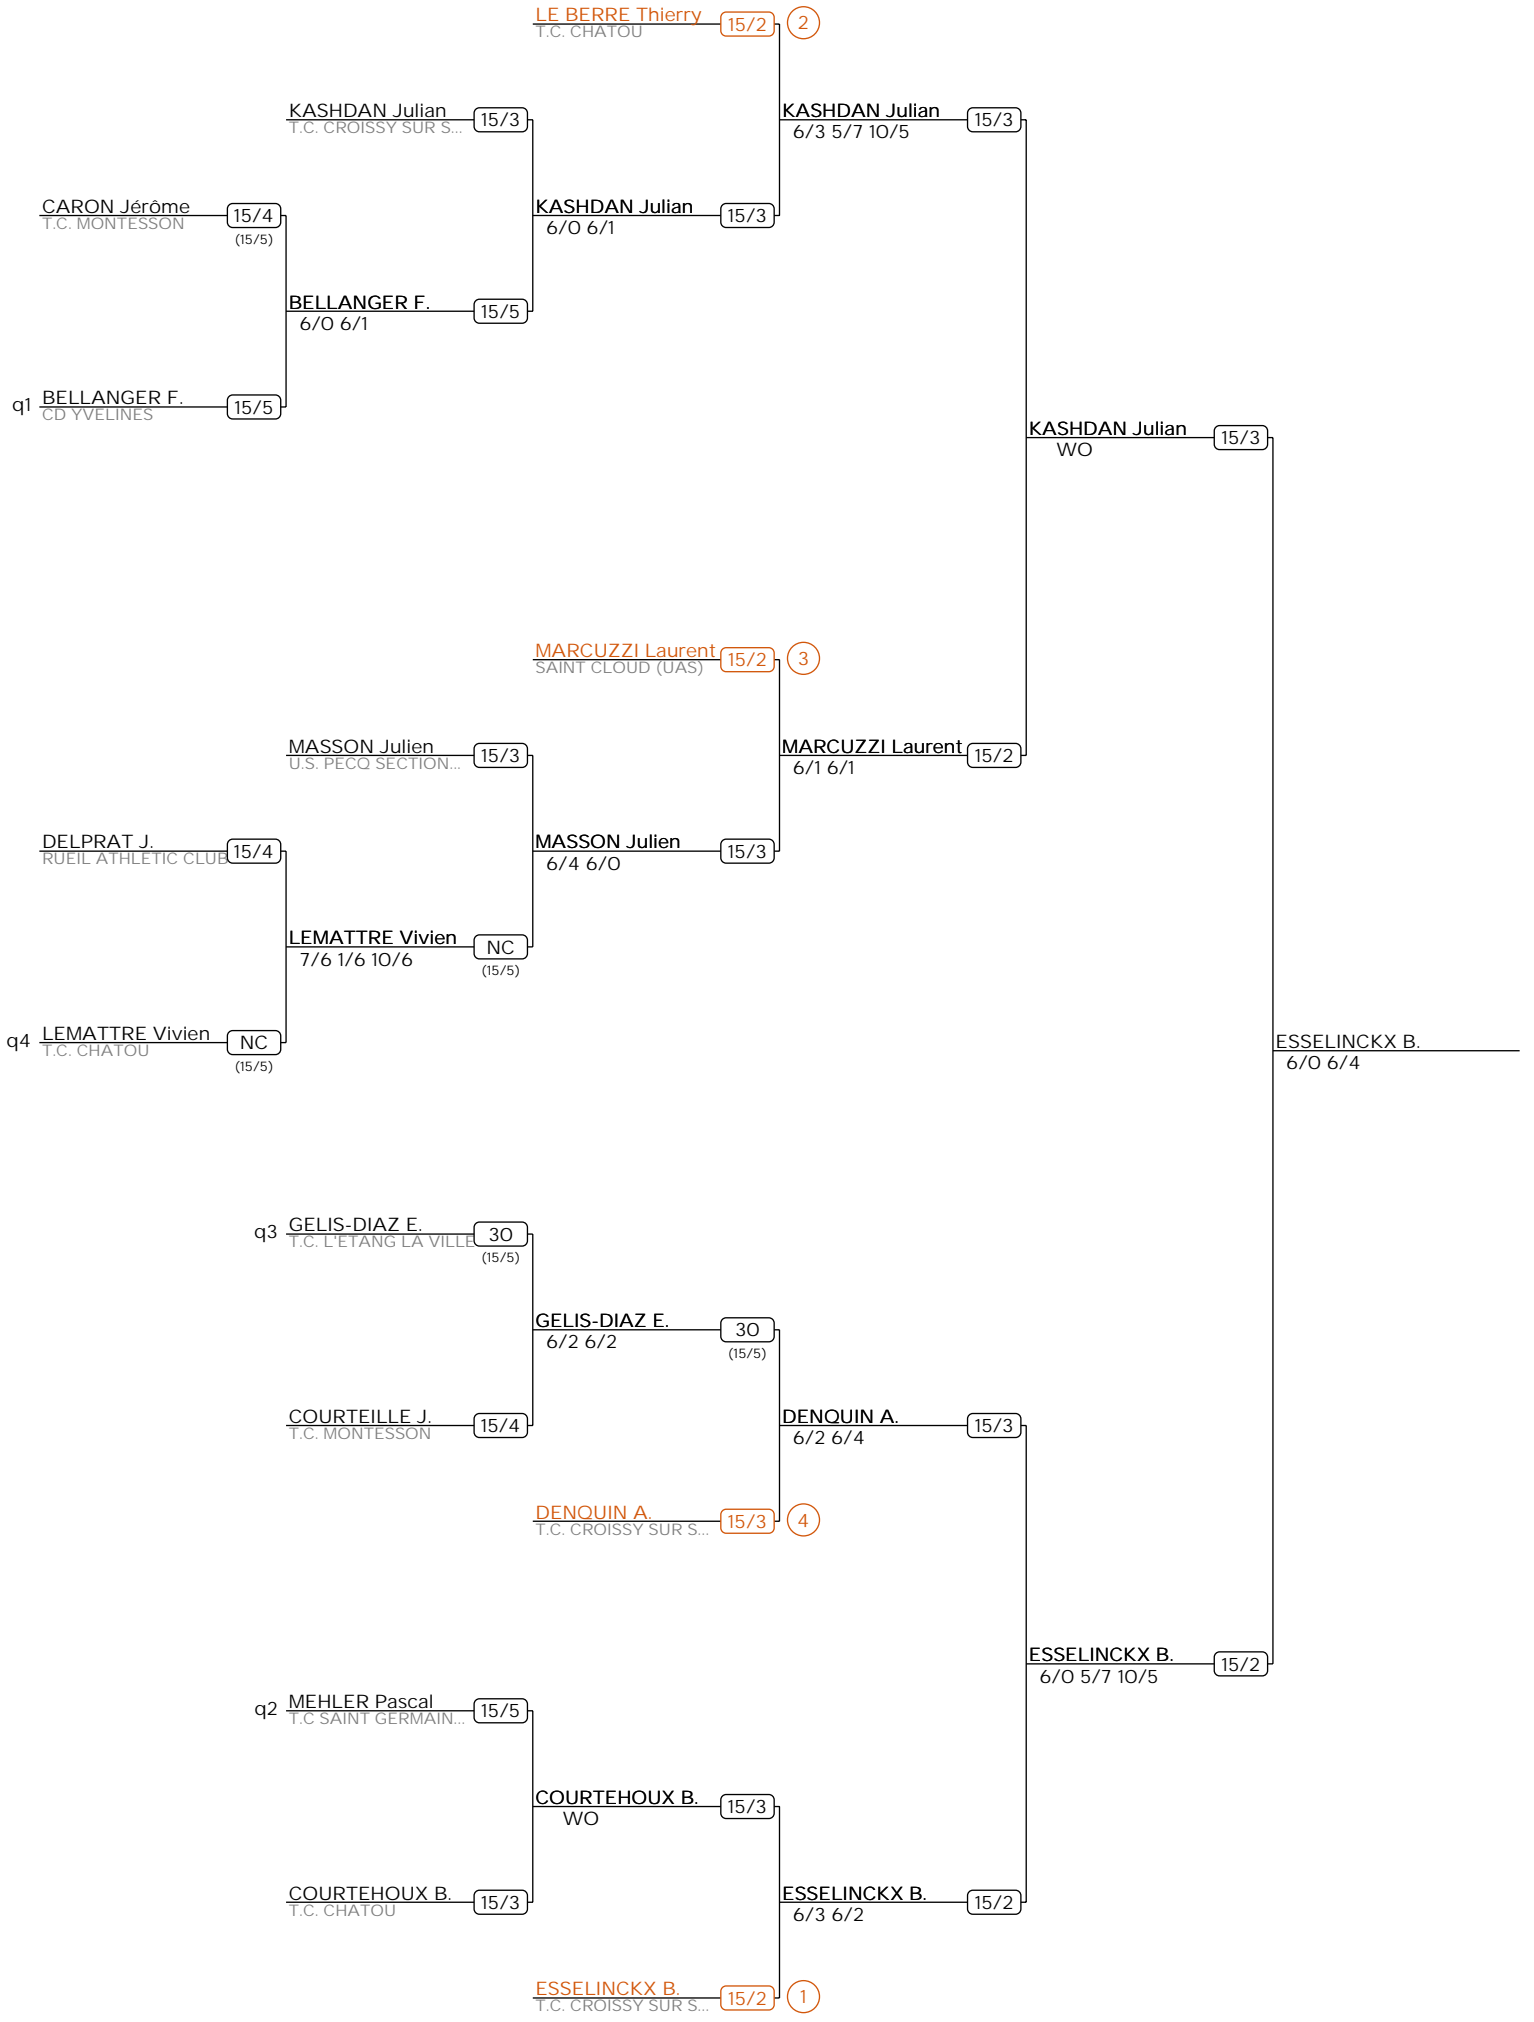 LE BERRE Thierry
T.C. CHATOU
15/2
2
KASHDAN Julian
T.C. CROISSY SUR S...
15/3
KASHDAN Julian
6/3 5/7 10/5
15/3
CARON Jérôme
T.C. MONTESSON
15/4
(15/5)
KASHDAN Julian
6/0 6/1
15/3
BELLANGER F.
6/0 6/1
15/5
q1
BELLANGER F.
CD YVELINES
15/5
KASHDAN Julian
WO
15/3
MARCUZZI Laurent
SAINT CLOUD (UAS)
15/2
3
MASSON Julien
U.S. PECQ SECTION...
15/3
MARCUZZI Laurent
6/1 6/1
15/2
DELPRAT J.
RUEIL ATHLETIC CLUB
15/4
MASSON Julien
6/4 6/0
15/3
LEMATTRE Vivien
7/6 1/6 10/6
NC
(15/5)
q4
LEMATTRE Vivien
T.C. CHATOU
NC
(15/5)
ESSELINCKX B.
6/0 6/4
q3
GELIS-DIAZ E.
T.C. L'ETANG LA VILLE
30
(15/5)
GELIS-DIAZ E.
6/2 6/2
30
(15/5)
COURTEILLE J.
T.C. MONTESSON
15/4
DENQUIN A.
6/2 6/4
15/3
DENQUIN A.
T.C. CROISSY SUR S...
15/3
4
ESSELINCKX B.
6/0 5/7 10/5
15/2
q2
MEHLER Pascal
T.C SAINT GERMAIN...
15/5
COURTEHOUX B.
WO
15/3
COURTEHOUX B.
T.C. CHATOU
15/3
ESSELINCKX B.
6/3 6/2
15/2
ESSELINCKX B.
T.C. CROISSY SUR S...
15/2
1